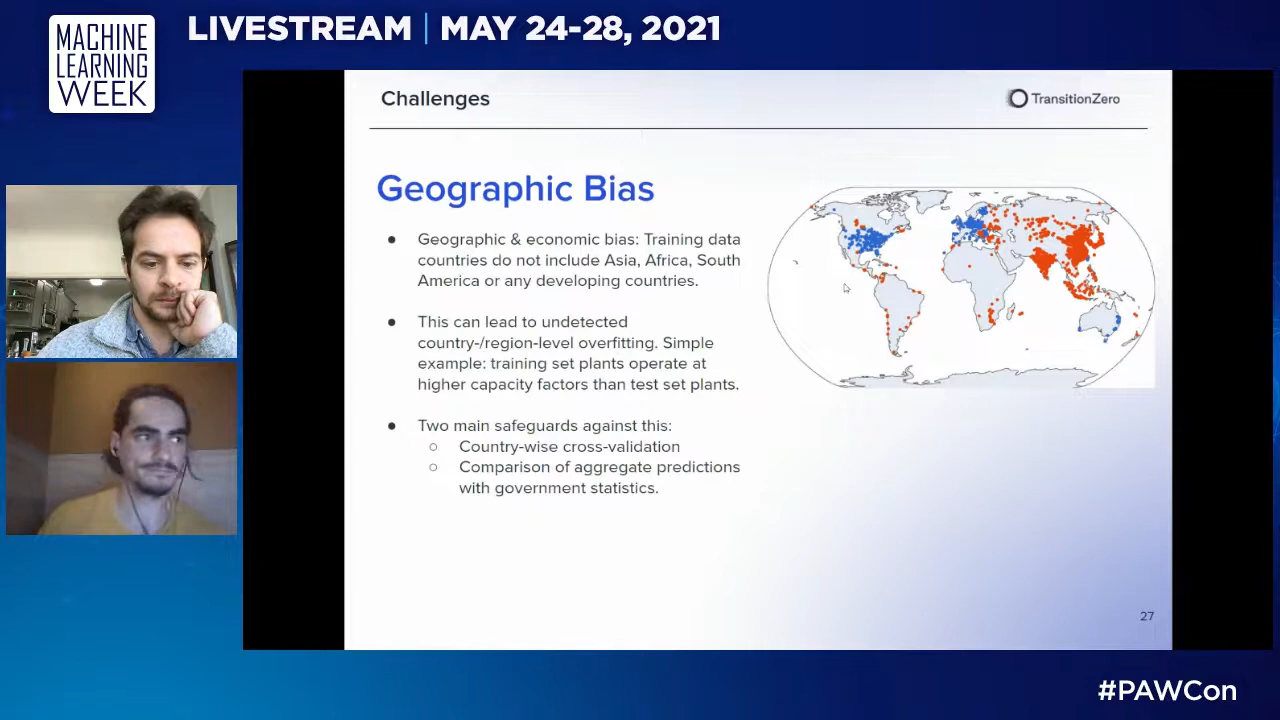 MACHINE
LEARNING
WEEK
LIVESTREAM | MAY 24-28, 2021
Challenges
TransitionZero
Geographic Bias
● Geographic & economic bias: Training data
countries do not include Asia, Africa, South
America or any developing countries.
● This can lead to undetected
country-/region-level overfitting. Simple
example: training set plants operate at
higher capacity factors than test set plants.
● Two main safeguards against this:
○ Country-wise cross-validation
○ Comparison of aggregate predictions
with government statistics.
27
#PAWCon